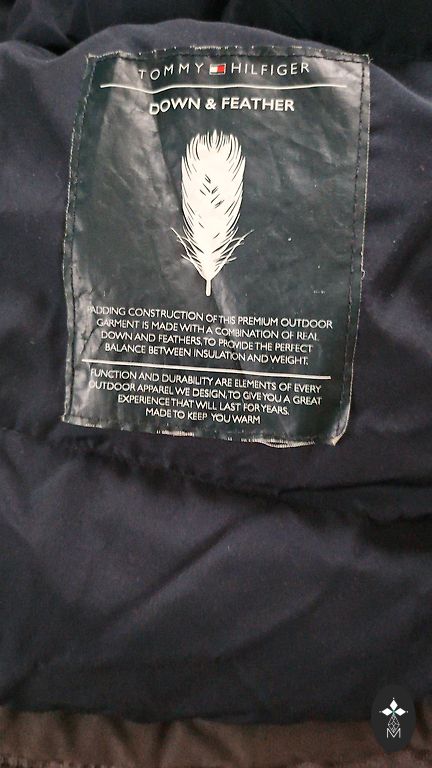 TOMMY HILFIGER
DOWN & FEATHER
PADDING CONSTRUCTION OF THIS PREMIUM OUTDOOR
GARMENT IS MADE WITH A COMBINATION OF REAL
DOWN AND FEATHERS, TO PROVIDE THE PERFECT
BALANCE BETWEEN INSULATION AND WEIGHT.
FUNCTION AND DURABILITY ARE ELEMENTS OF EVERY
OUTDOOR APPAREL WE DESIGN, TO GIVE YOU A GREAT
EXPERIENCE THAT WILL LAST FOR YEARS.
MADE TO KEEP YOU WARM
M